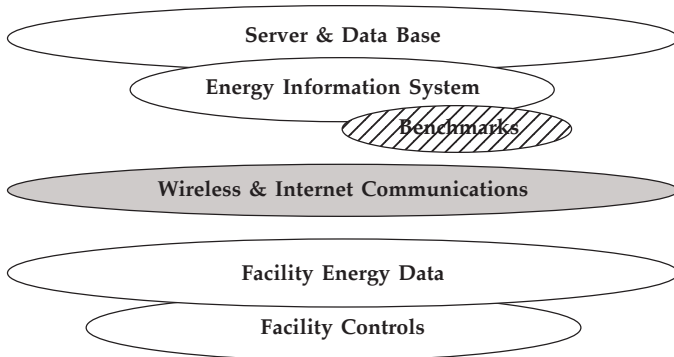 Server & Data Base
Energy Information System
Benchmarks
Wireless & Internet Communications
Facility Energy Data
Facility Controls